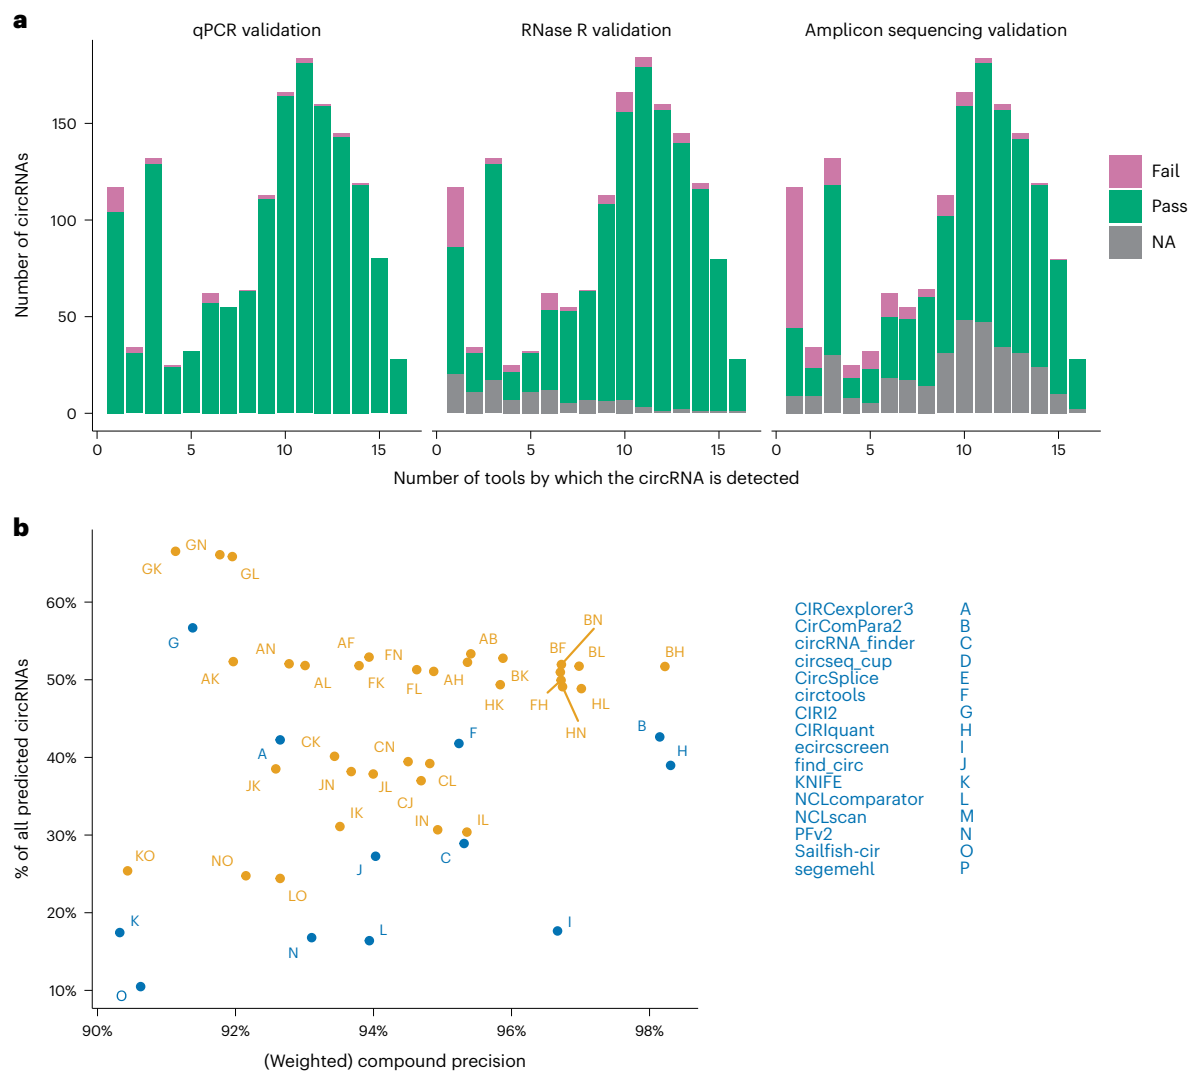 a
qPCR validation
RNase R validation
Amplicon sequencing validation
Number of circRNAs
150
100
50
0
0 5 10 15
0 5 10 15
0 5 10 15
Number of tools by which the circRNA is detected
Fail
Pass
NA
b
% of all predicted circRNAs
60%
50%
40%
30%
20%
10%
90% 92% 94% 96% 98%
(Weighted) compound precision
GK
GN
GL
G
AK
AN
AL
AF
FK
FN
FL
AH
AB
HK
BK
BF
BN
BL
FH
HN
HL
BH
B
H
A
JK
CK
JN
CN
JL
CJ
CL
F
IK
IN
IL
C
J
KO
NO
LO
K
O
N
L
I
CIRCexplorer3 A
CirComPara2 B
circRNA_finder C
circseq_cup D
CircSplice E
circtools F
CIRI2 G
CIRIquant H
ecircscreen I
find_circ J
KNIFE K
NCLcomparator L
NCLscan M
PFv2 N
Sailfish-cir O
segemehl P